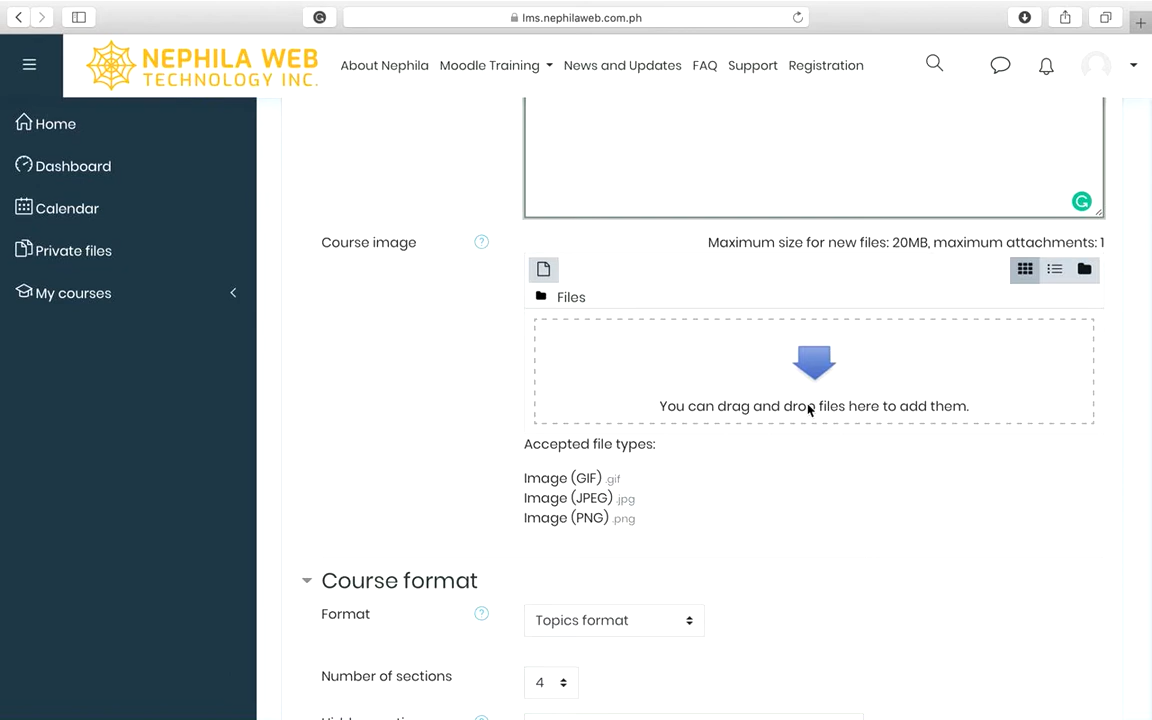 lms.nephilaweb.com.ph
NEPHILA WEB
TECHNOLOGY INC.
About Nephila
Moodle Training
News and Updates
FAQ
Support
Registration
Home
Dashboard
Calendar
Private files
My courses
Course image
Maximum size for new files: 20MB, maximum attachments: 1
Files
You can drag and drop files here to add them.
Accepted file types:
Image (GIF) .gif
Image (JPEG) .jpg
Image (PNG) .png
Course format
Format
Topics format
Number of sections
4